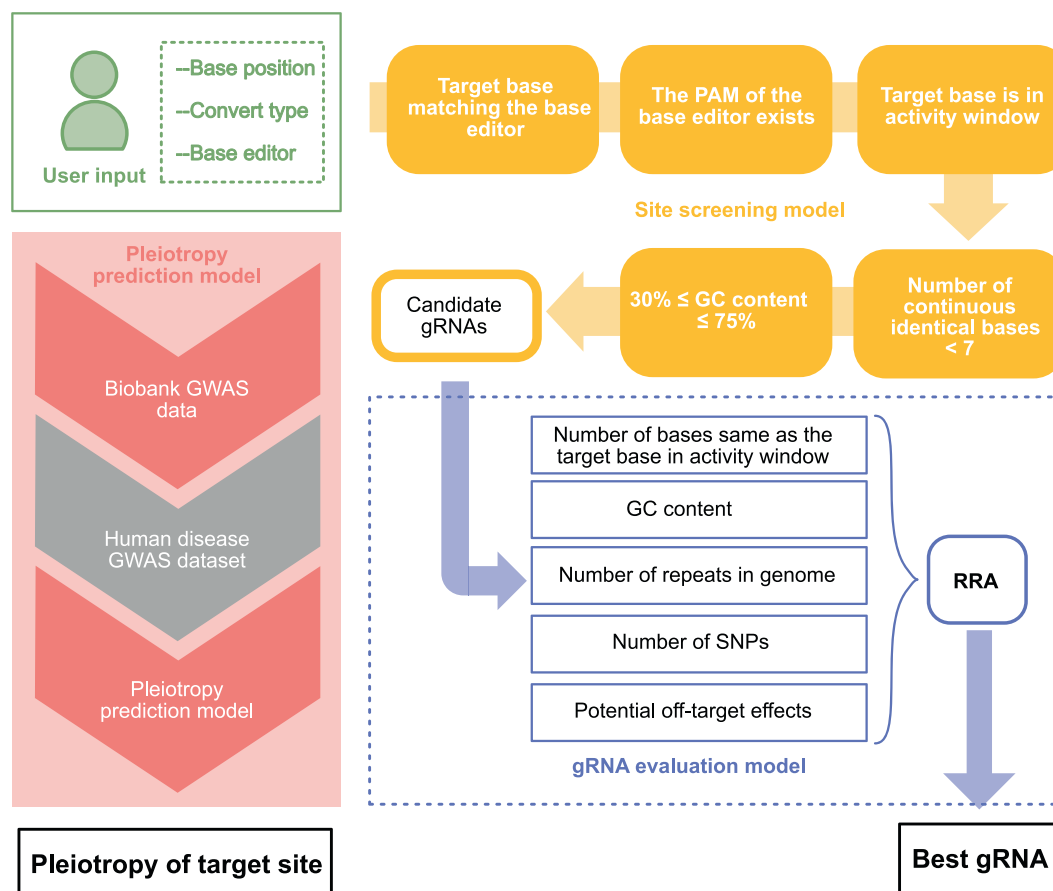 --Base position
--Convert type
--Base editor
User input
Target base
matching the base
editor
The PAM of the
base editor exists
Target base is in
activity window
Site screening model
Number of
continuous
identical bases
< 7
30% ≤ GC content
≤ 75%
Candidate
gRNAs
Pleiotropy
prediction model
Biobank GWAS
data
Human disease
GWAS dataset
Pleiotropy
prediction model
Pleiotropy of target site
Number of bases same as the
target base in activity window
GC content
Number of repeats in genome
Number of SNPs
Potential off-target effects
gRNA evaluation model
RRA
Best gRNA